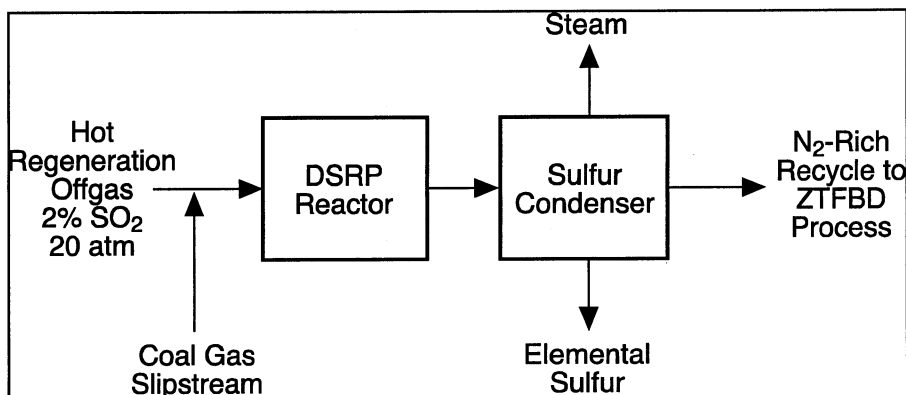 Steam
Hot
Regeneration
Offgas
2% SO₂
20 atm
DSRP
Reactor
Sulfur
Condenser
N₂-Rich
Recycle to
ZTFBD
Process
Coal Gas
Slipstream
Elemental
Sulfur